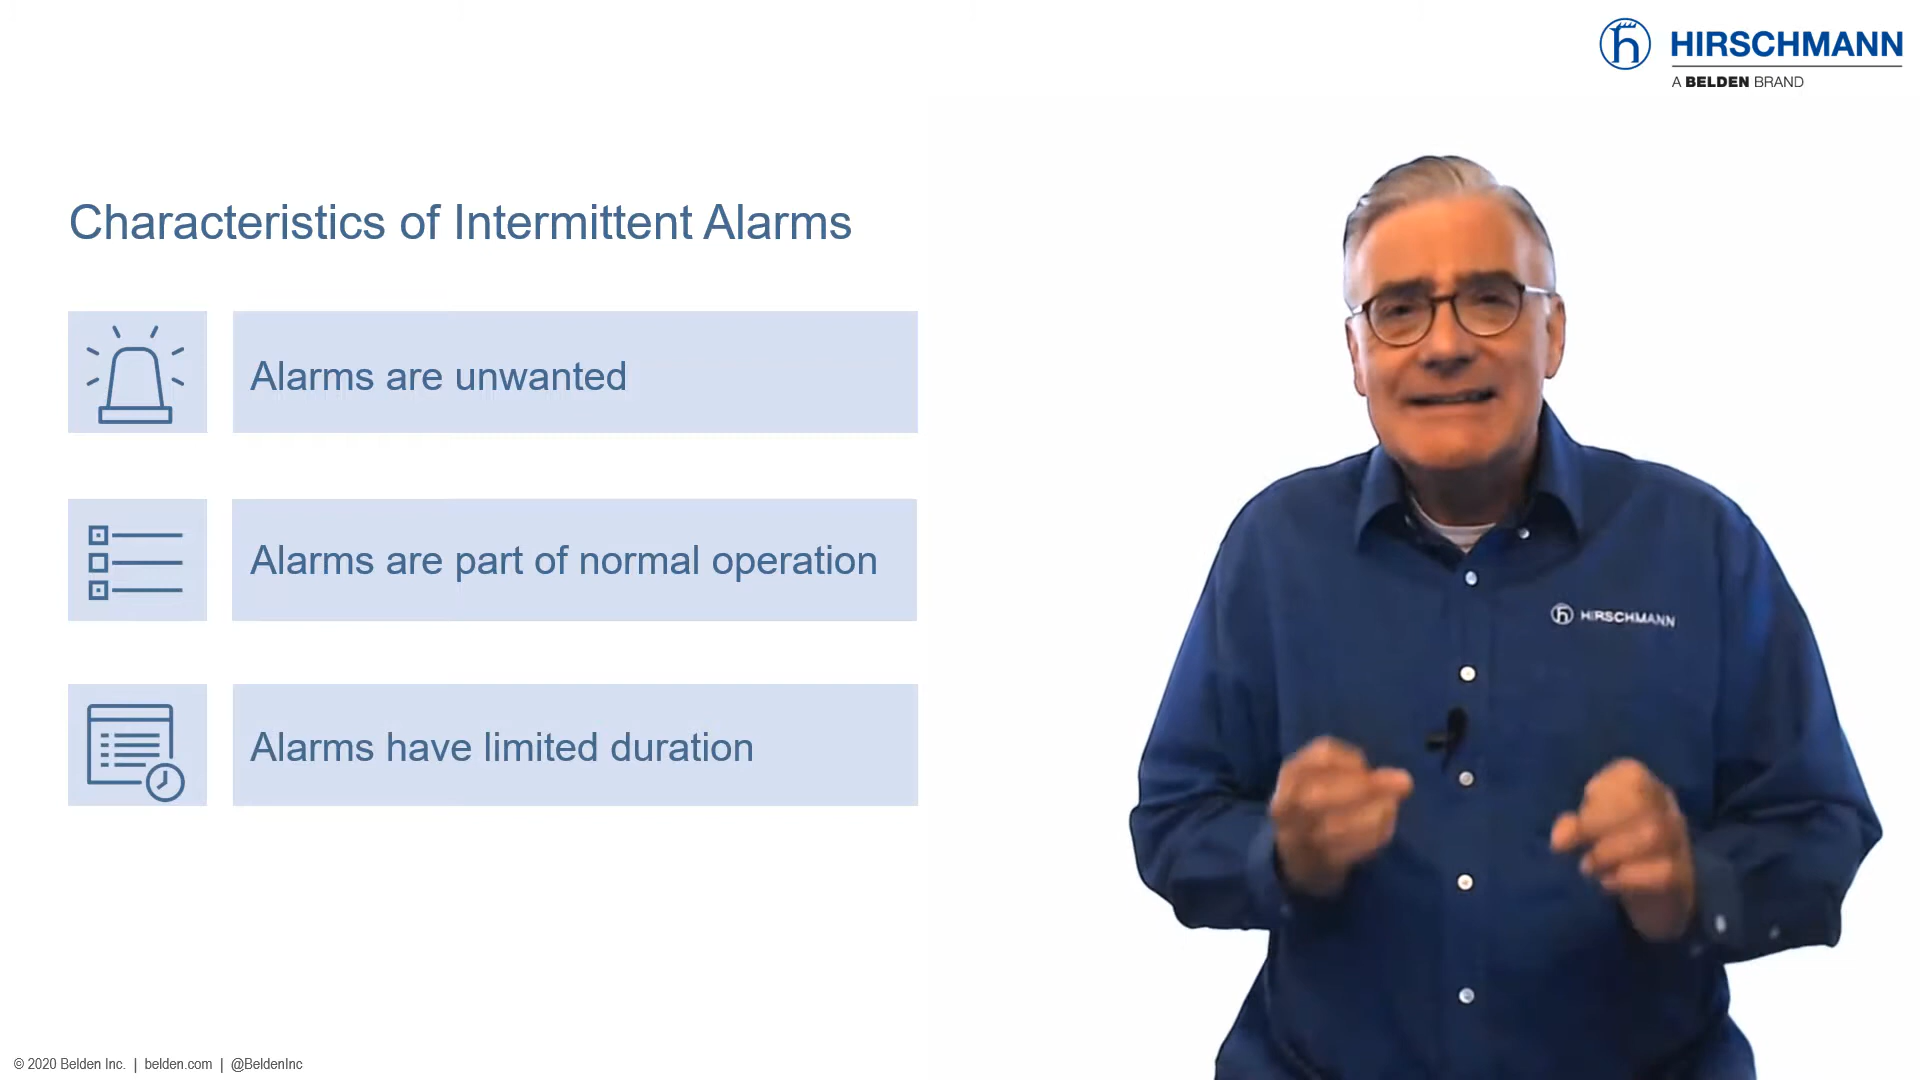 HIRSCHMANN
A BELDEN BRAND
Characteristics of Intermittent Alarms
Alarms are unwanted
Alarms are part of normal operation
Alarms have limited duration
HIRSCHMANN
© 2020 Belden Inc. | belden.com | @BeldenInc